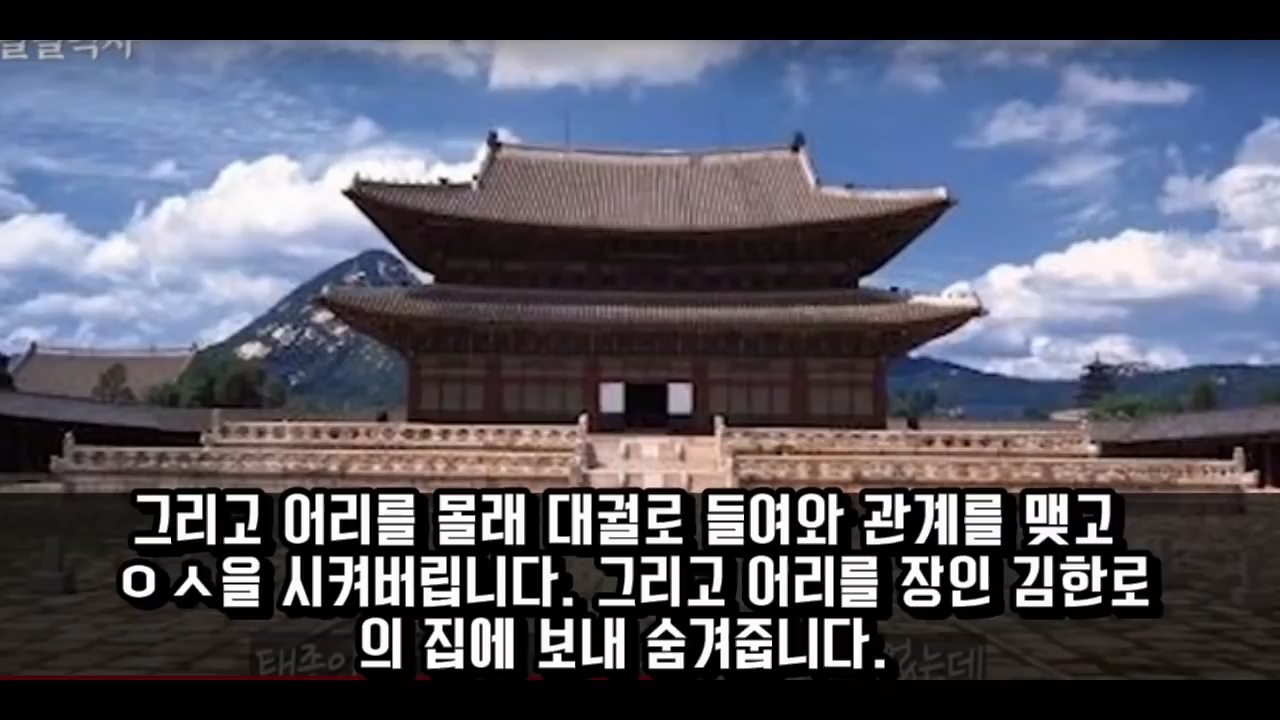 그리고 어리를 몰래 대궐로 들여와 관계를 맺고
ㅇㅅ을 시켜버립니다. 그리고 어리를 장인 김한로
의 집에 보내 숨겨줍니다.